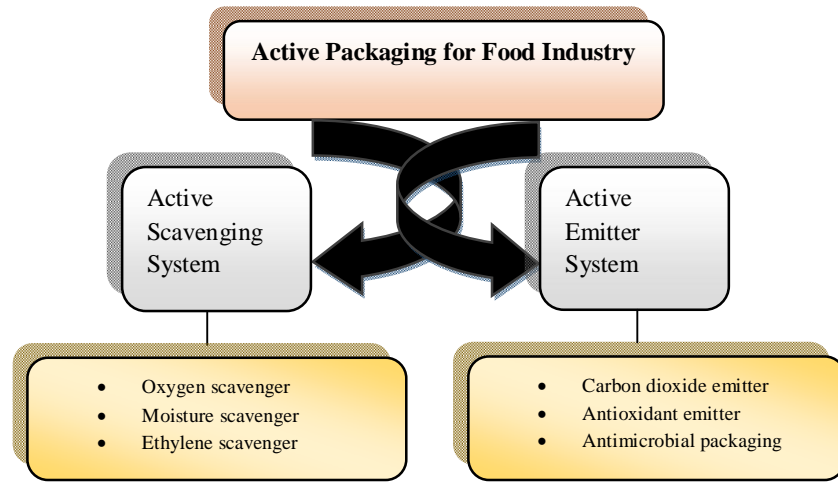 Active Packaging for Food Industry
Active
Scavenging
System
Active
Emitter
System
• Oxygen scavenger
• Moisture scavenger
• Ethylene scavenger
• Carbon dioxide emitter
• Antioxidant emitter
• Antimicrobial packaging